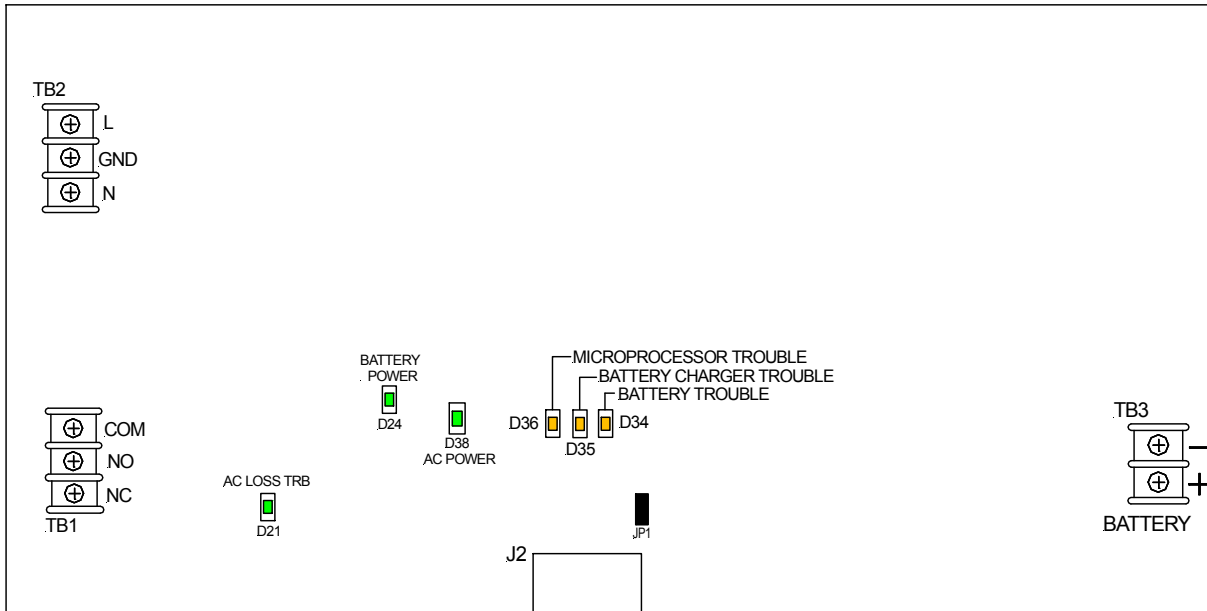 TB2
L
GND
N
BATTERY
POWER
D24
D38
AC POWER
MICROPROCESSOR TROUBLE
BATTERY CHARGER TROUBLE
BATTERY TROUBLE
D36
D35
D34
COM
NO
NC
TB1
AC LOSS TRB
D21
JP1
J2
TB3
-
+
BATTERY